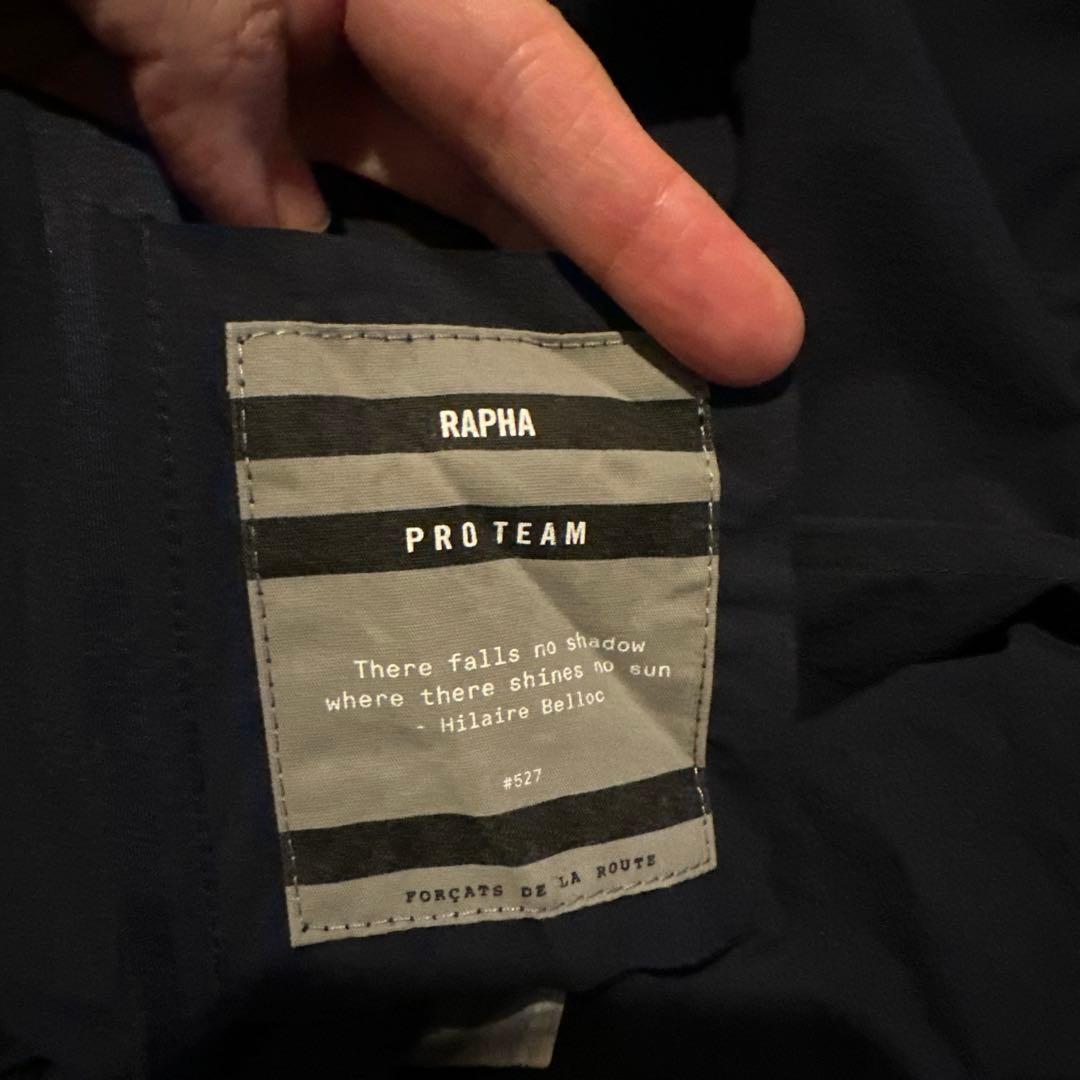 RAPHA
PRO TEAM
There falls no shadow
where there shines no sun
- Hilaire Belloc
#527
FORÇATS DE LA ROUTE